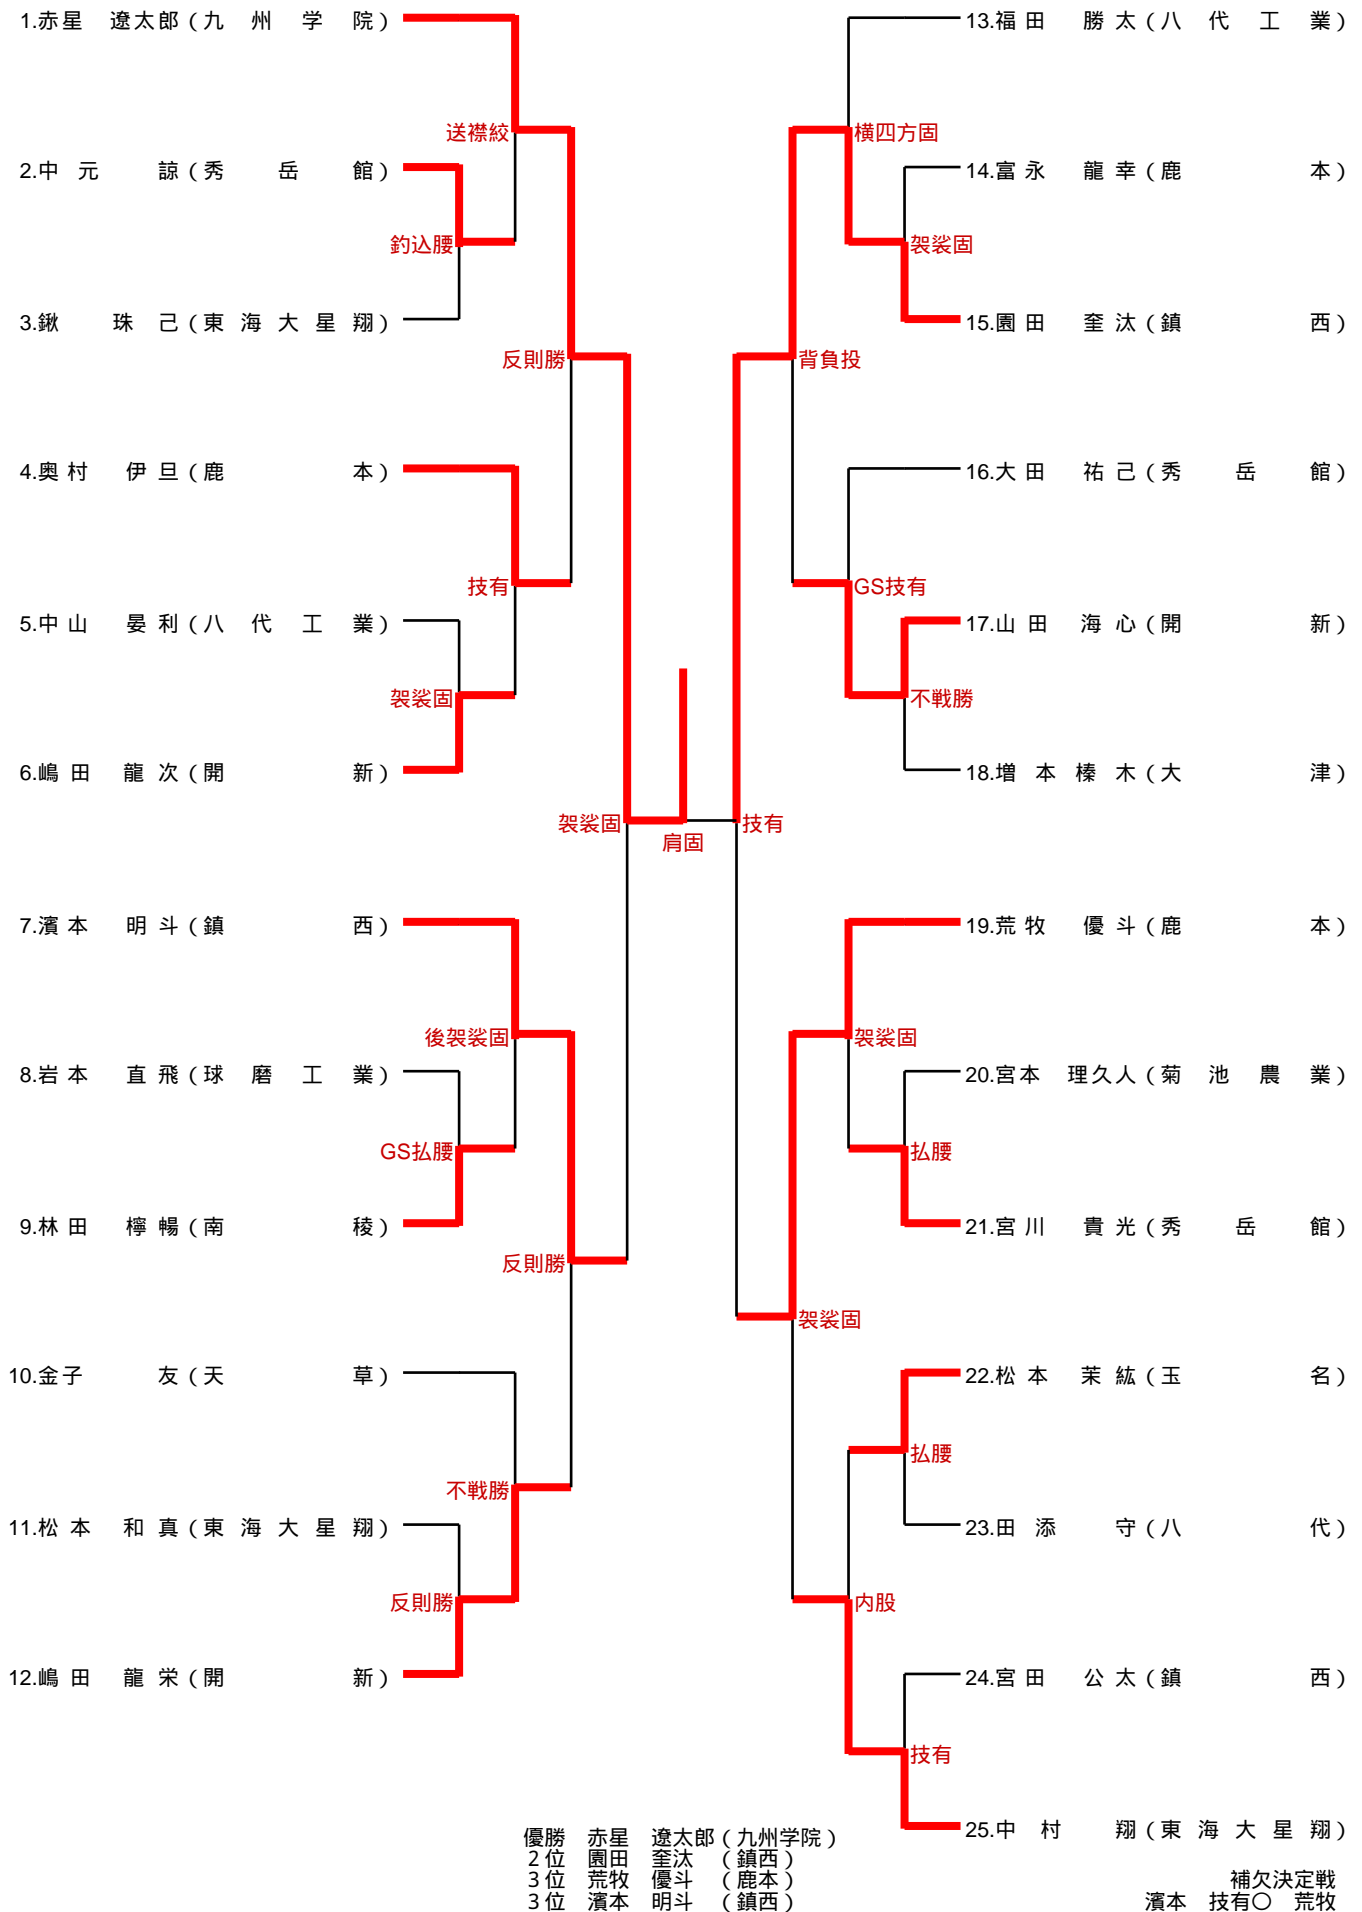 1.赤星 遼太郎(九州学院)
送襟絞
2.中元 諒(秀岳館)
釣込腰
3.鍬 珠己(東海大星翔)
反則勝
4.奥村 伊旦(鹿本)
技有
5.中山 晏利(八代工業)
袈裟固
6.嶋田 龍次(開新)
袈裟固
肩固
7.濱本 明斗(鎮西)
後袈裟固
8.岩本 直飛(球磨工業)
GS払腰
9.林田 檸暢(南稜)
反則勝
10.金子 友(天草)
不戦勝
11.松本 和真(東海大星翔)
反則勝
12.嶋田 龍栄(開新)
13.福田 勝太(八代工業)
横四方固
14.富永 龍幸(鹿本)
袈裟固
15.園田 奎汰(鎮西)
背負投
16.大田 祐己(秀岳館)
GS技有
17.山田 海心(開新)
不戦勝
18.増本榛木(大津)
技有
19.荒牧 優斗(鹿本)
袈裟固
20.宮本 理久人(菊池農業)
払腰
21.宮川 貴光(秀岳館)
袈裟固
22.松本 茉紘(玉名)
払腰
23.田添 守(八代)
内股
24.宮田 公太(鎮西)
技有
25.中村 翔(東海大星翔)
優勝 赤星 遼太郎(九州学院)
2位 園田 奎汰 (鎮西)
3位 荒牧 優斗 (鹿本)
3位 濱本 明斗 (鎮西)
補欠決定戦
濱本 技有〇 荒牧